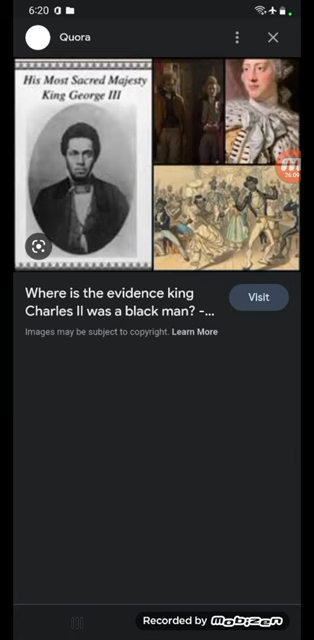 6:20
Quora
His Most Sacred Majesty
King George III
Where is the evidence king
Charles II was a black man? -...
Visit
Images may be subject to copyright. Learn More
Recorded by Mobizen